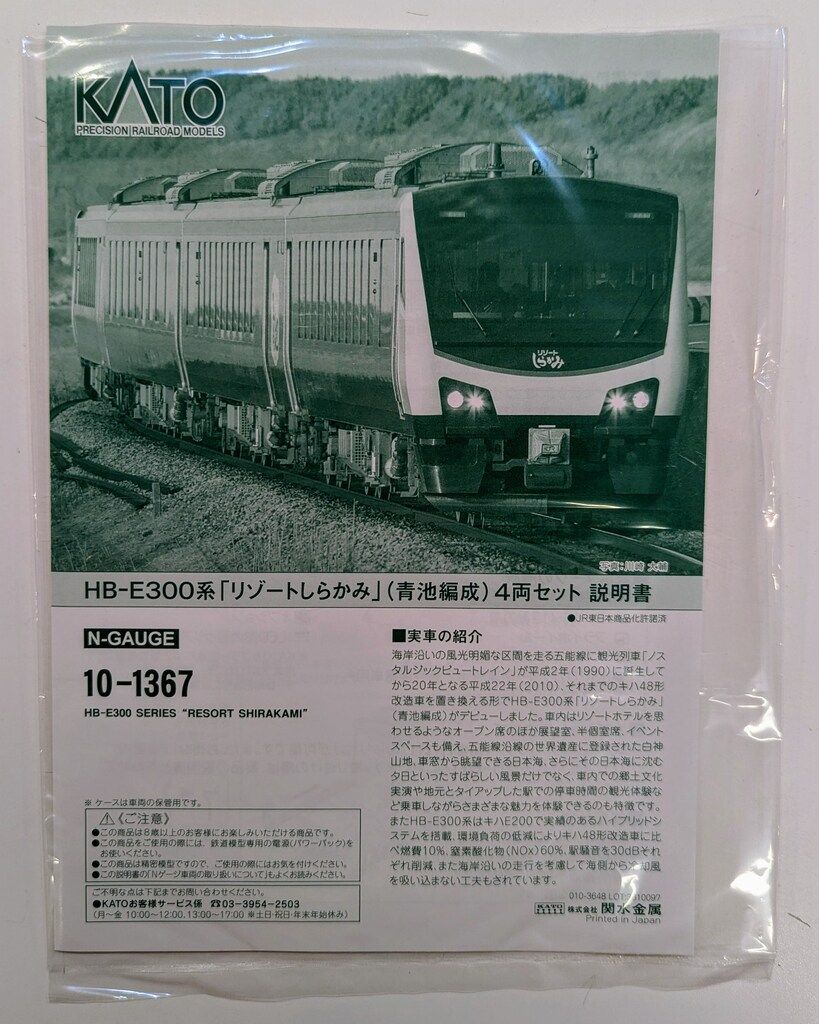 KATO
PRECISION RAILROAD MODELS
リゾート
しらかみ
写真:川崎 大輔
HB-E300系「リゾートしらかみ」(青池編成)4両セット 説明書
●JR東日本商品化許諾済
N-GAUGE
10-1367
HB-E300 SERIES “RESORT SHIRAKAMI”
■実車の紹介
海岸沿いの風光明媚な区間を走る五能線に観光列車「ノス
タルジックビュートレイン」が平成2年(1990)に誕生して
から20年となる平成22年(2010)、それまでのキハ48形
改造車を置き換える形でHB-E300系「リゾートしらかみ」
(青池編成)がデビューしました。車内はリゾートホテルを思
わせるようなオープン席のほか展望室、半個室席、イベント
スペースも備え、五能線沿線の世界遺産に登録された白神
山地、車窓から眺望できる日本海、さらにその日本海に沈む
夕日といったすばらしい風景だけでなく、車内での郷土文化
実演や地元とタイアップした駅での停車時間の観光体験な
ど乗車しながらさまざまな魅力を体験できるのも特徴です。
またHB-E300系はキハE200で実績のあるハイブリッドシ
ステムを搭載、環境負荷の低減によりキハ48形改造車に比
べ燃費10%、窒素酸化物(NOx)60%、駅騒音を30dBそれ
ぞれ削減、また海岸沿いの走行を考慮して海側から冷却風
を吸い込まない工夫もされています。
※ ケースは車両の保管用です。
⚠《ご注意》
●この商品は8歳以上のお客様にお楽しみいただける商品です。
●この商品をご使用の際には、鉄道模型専用の電源(パワーパック)を
お使いください。
●この商品は精密模型ですので、ご使用の際にはお気を付けください。
●この説明書の「Nゲージ車両の取り扱いについて」もよくお読みください。
ご不明な点は下記までお問い合わせください。
●KATOお客様サービス係 ☎03-3954-2503
(月~金 10:00~12:00、13:00~17:00 ※土日・祝日・年末年始休み)
010-3648
KATO 株式会社 関水金属
Printed in Japan